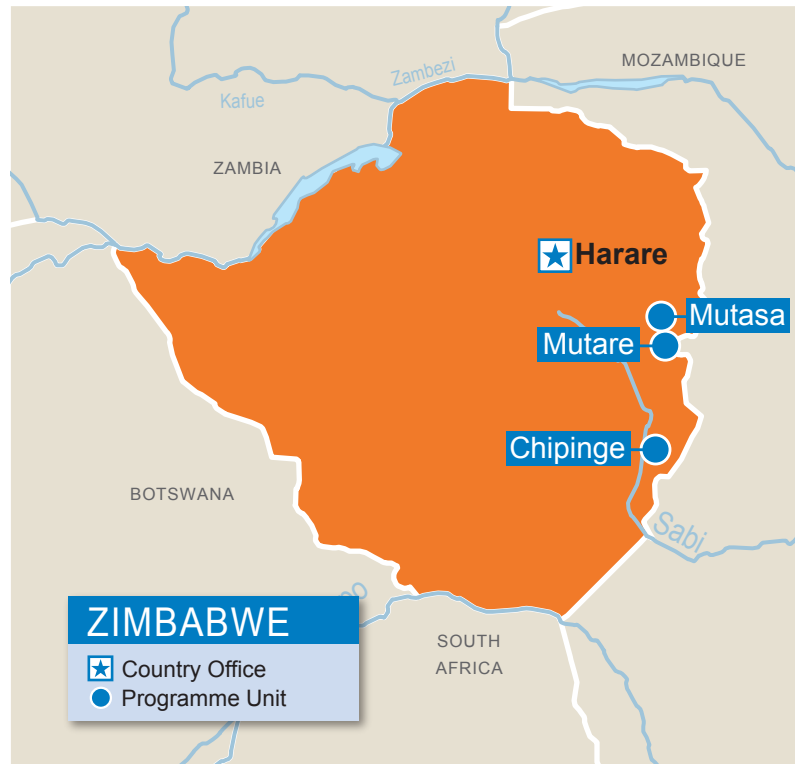 MOZAMBIQUE
Zambezi
Kafue
ZAMBIA
Harare
Mutasa
Mutare
Chipinge
BOTSWANA
Sabi
SOUTH
AFRICA
ZIMBABWE
Country Office
Programme Unit